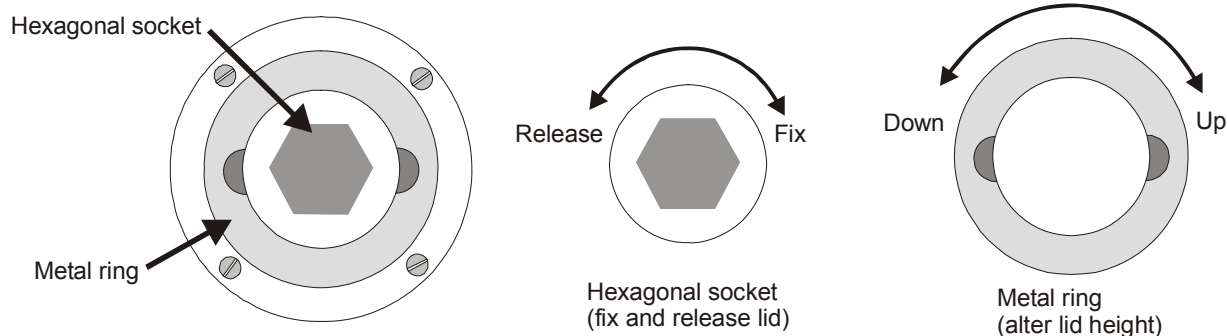 Hexagonal socket
Metal ring
Release
Fix
Hexagonal socket
(fix and release lid)
Down
Up
Metal ring
(alter lid height)